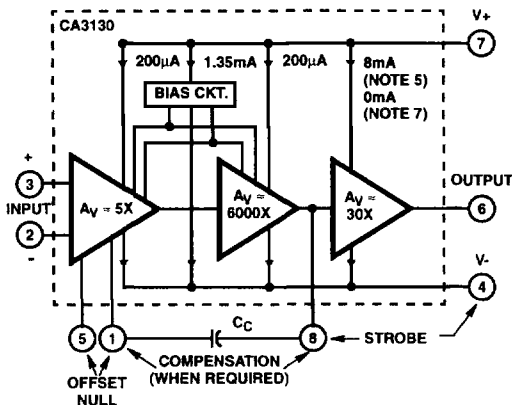 CA3130
V+
7
200μA
1.35mA
200μA
8mA
(NOTE 5)
0mA
(NOTE 7)
BIAS CKT.
+
3
INPUT
2
-
AV ≈ 5X
AV ≈
6000X
AV ≈
30X
OUTPUT
6
V-
4
CC
5
1
8
STROBE
COMPENSATION
(WHEN REQUIRED)
OFFSET
NULL